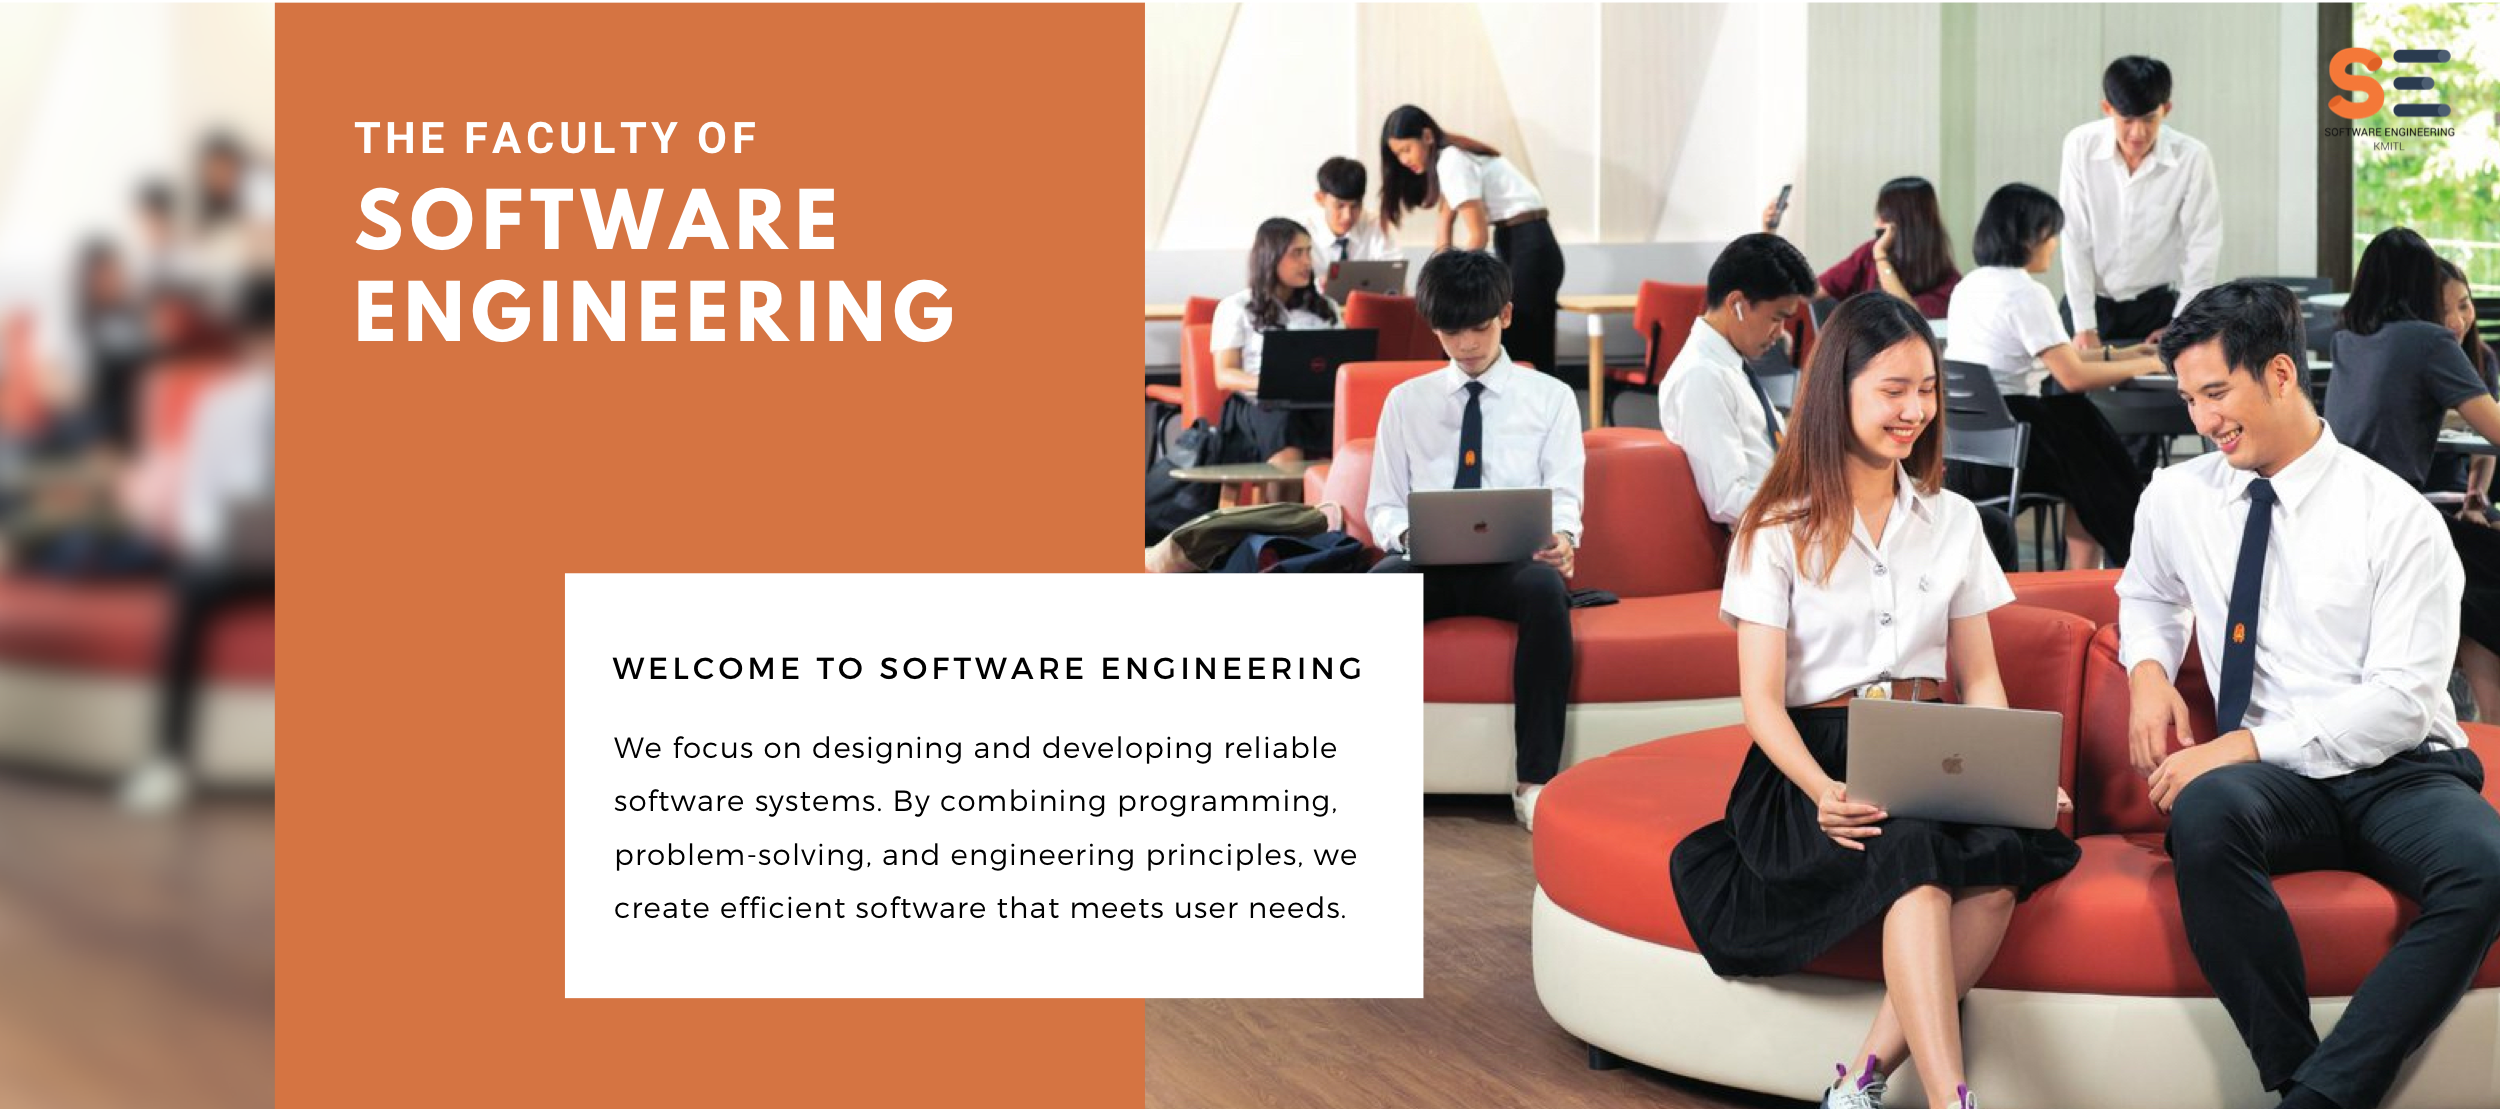 THE FACULTY OF
SOFTWARE
ENGINEERING
WELCOME TO SOFTWARE ENGINEERING
We focus on designing and developing reliable
software systems. By combining programming,
problem-solving, and engineering principles, we
create efficient software that meets user needs.
SE
SOFTWARE ENGINEERING
KMITL